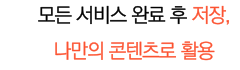 모든 서비스 완료 후 저장,
나만의 콘텐츠로 활용